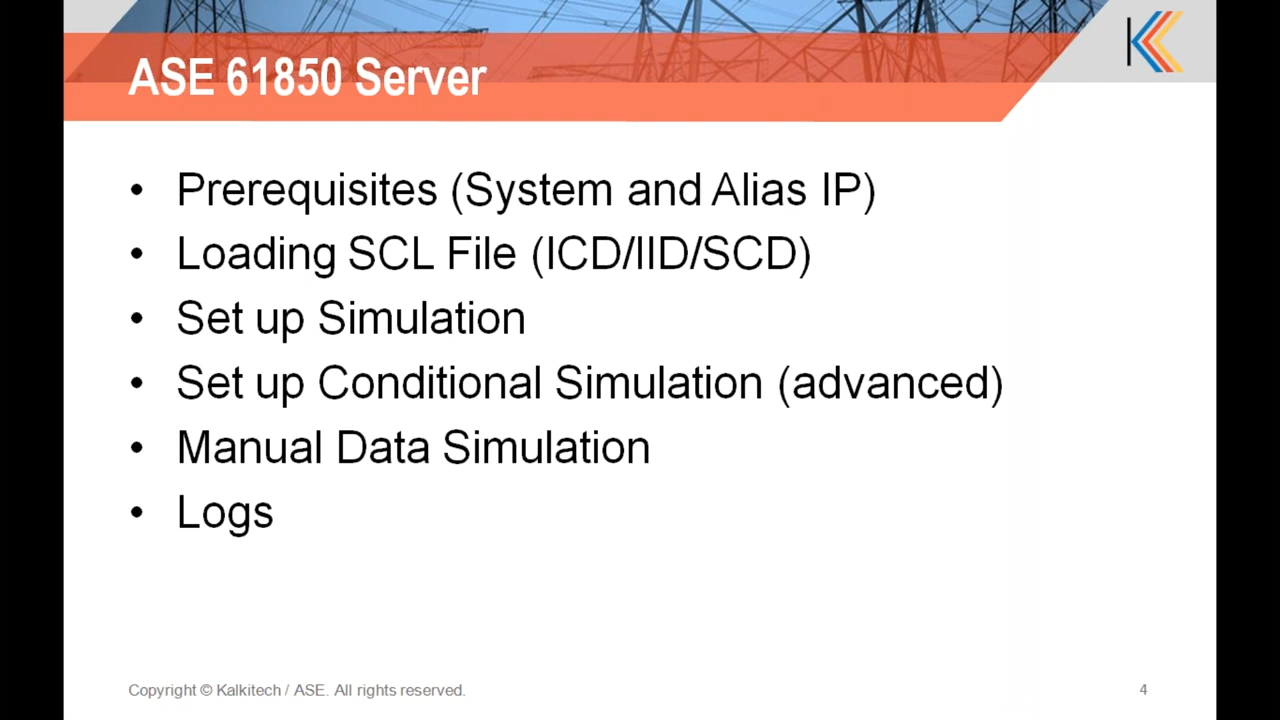 ASE 61850 Server
• Prerequisites (System and Alias IP)
• Loading SCL File (ICD/IID/SCD)
• Set up Simulation
• Set up Conditional Simulation (advanced)
• Manual Data Simulation
• Logs
Copyright © Kalkitech / ASE. All rights reserved.
4